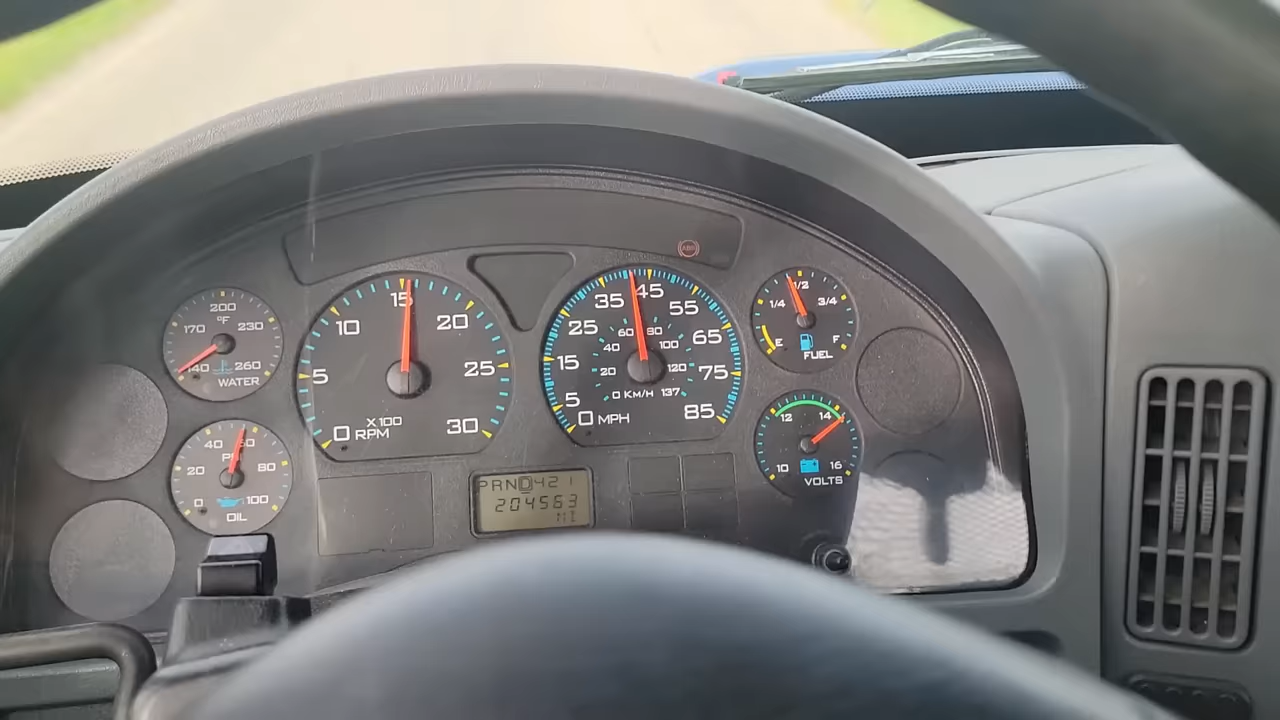 ABS
200
°F
170 230
140 260
WATER
40 60
PSI
20 80
0 100
OIL
15
10 20
5 25
X100
0 RPM 30
35 45
25 55
15 65
5 75
0 MPH 85
60 80
40 100
20 120
0 KM/H 137
1/2
1/4 3/4
E F
FUEL
12 14
10 16
VOLTS
PRND421
204563
MI